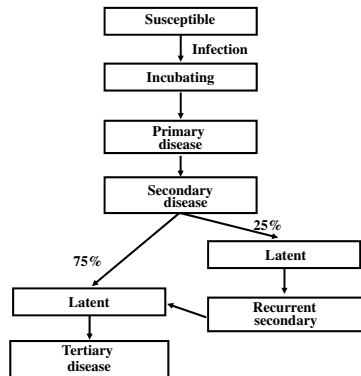 Susceptible
Infection
Incubating
Primary
disease
Secondary
disease
25%
75%
Latent
Latent
Recurrent
secondary
Tertiary
disease